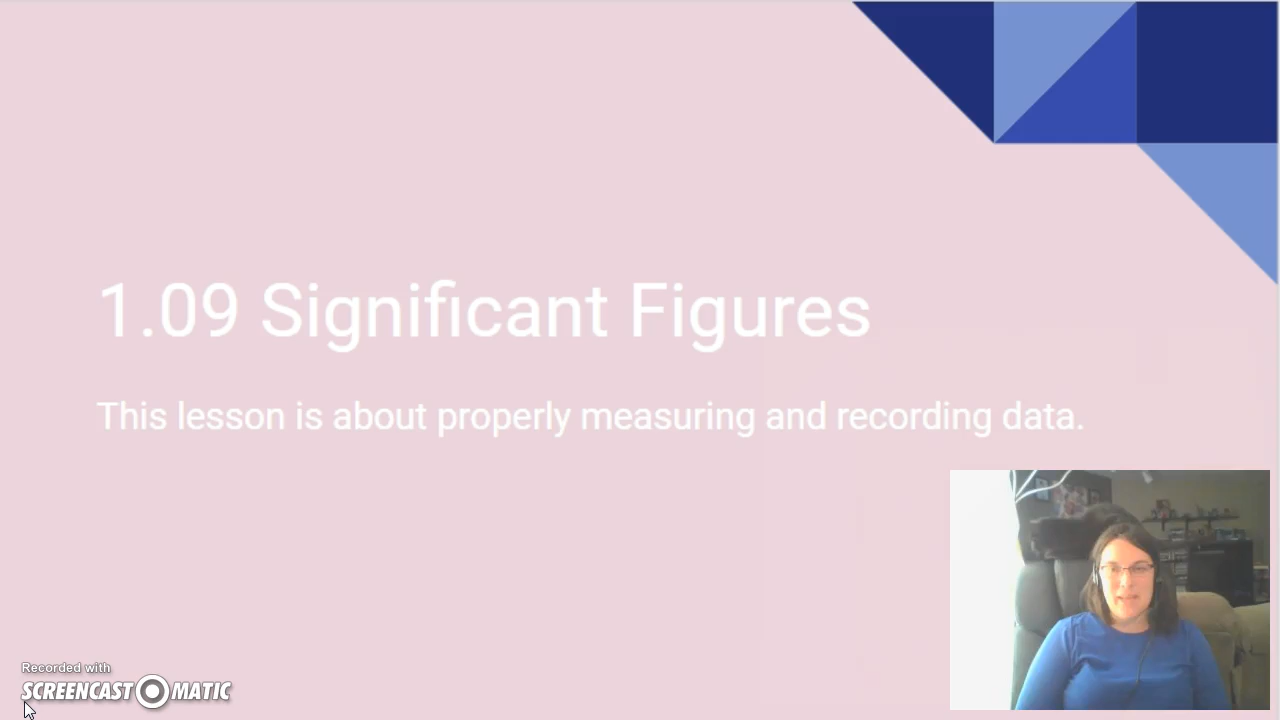 1.09 Significant Figures
This lesson is about properly measuring and recording data.
Recorded with
SCREENCAST MATIC